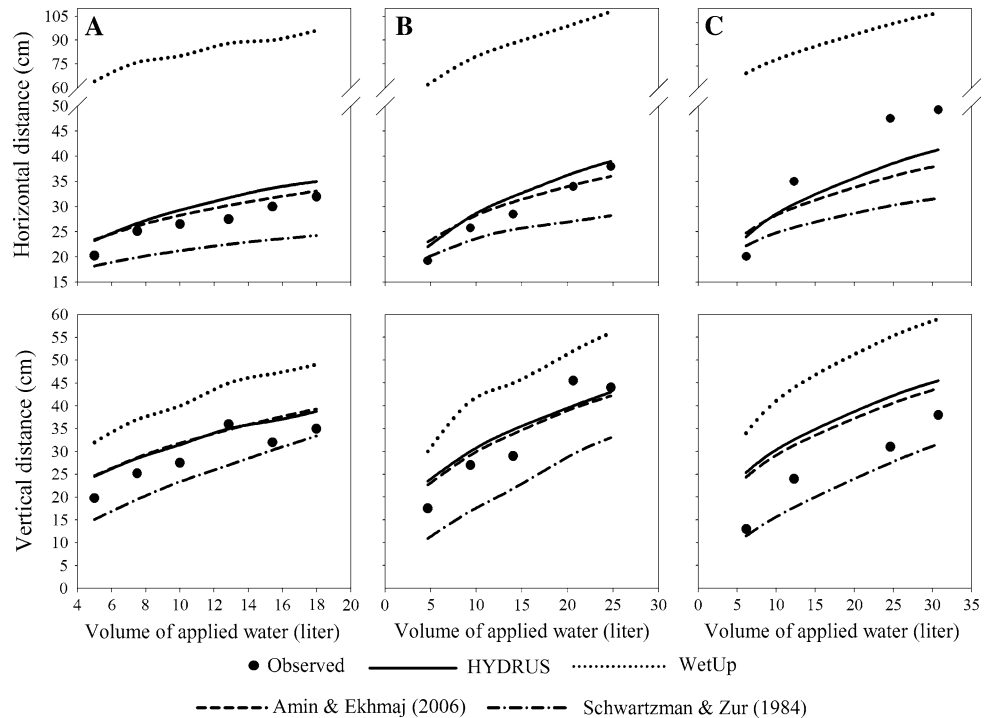 A
B
C
Horizontal distance (cm)
105
90
75
60
50
45
40
35
30
25
20
15
Vertical distance (cm)
60
55
50
45
40
35
30
25
20
15
10
5
0
4 6 8 10 12 14 16 18 20
0 5 10 15 20 25 30
0 5 10 15 20 25 30 35
Volume of applied water (liter) Volume of applied water (liter) Volume of applied water (liter)
Observed HYDRUS WetUp
Amin & Ekhmaj (2006) Schwartzman & Zur (1984)